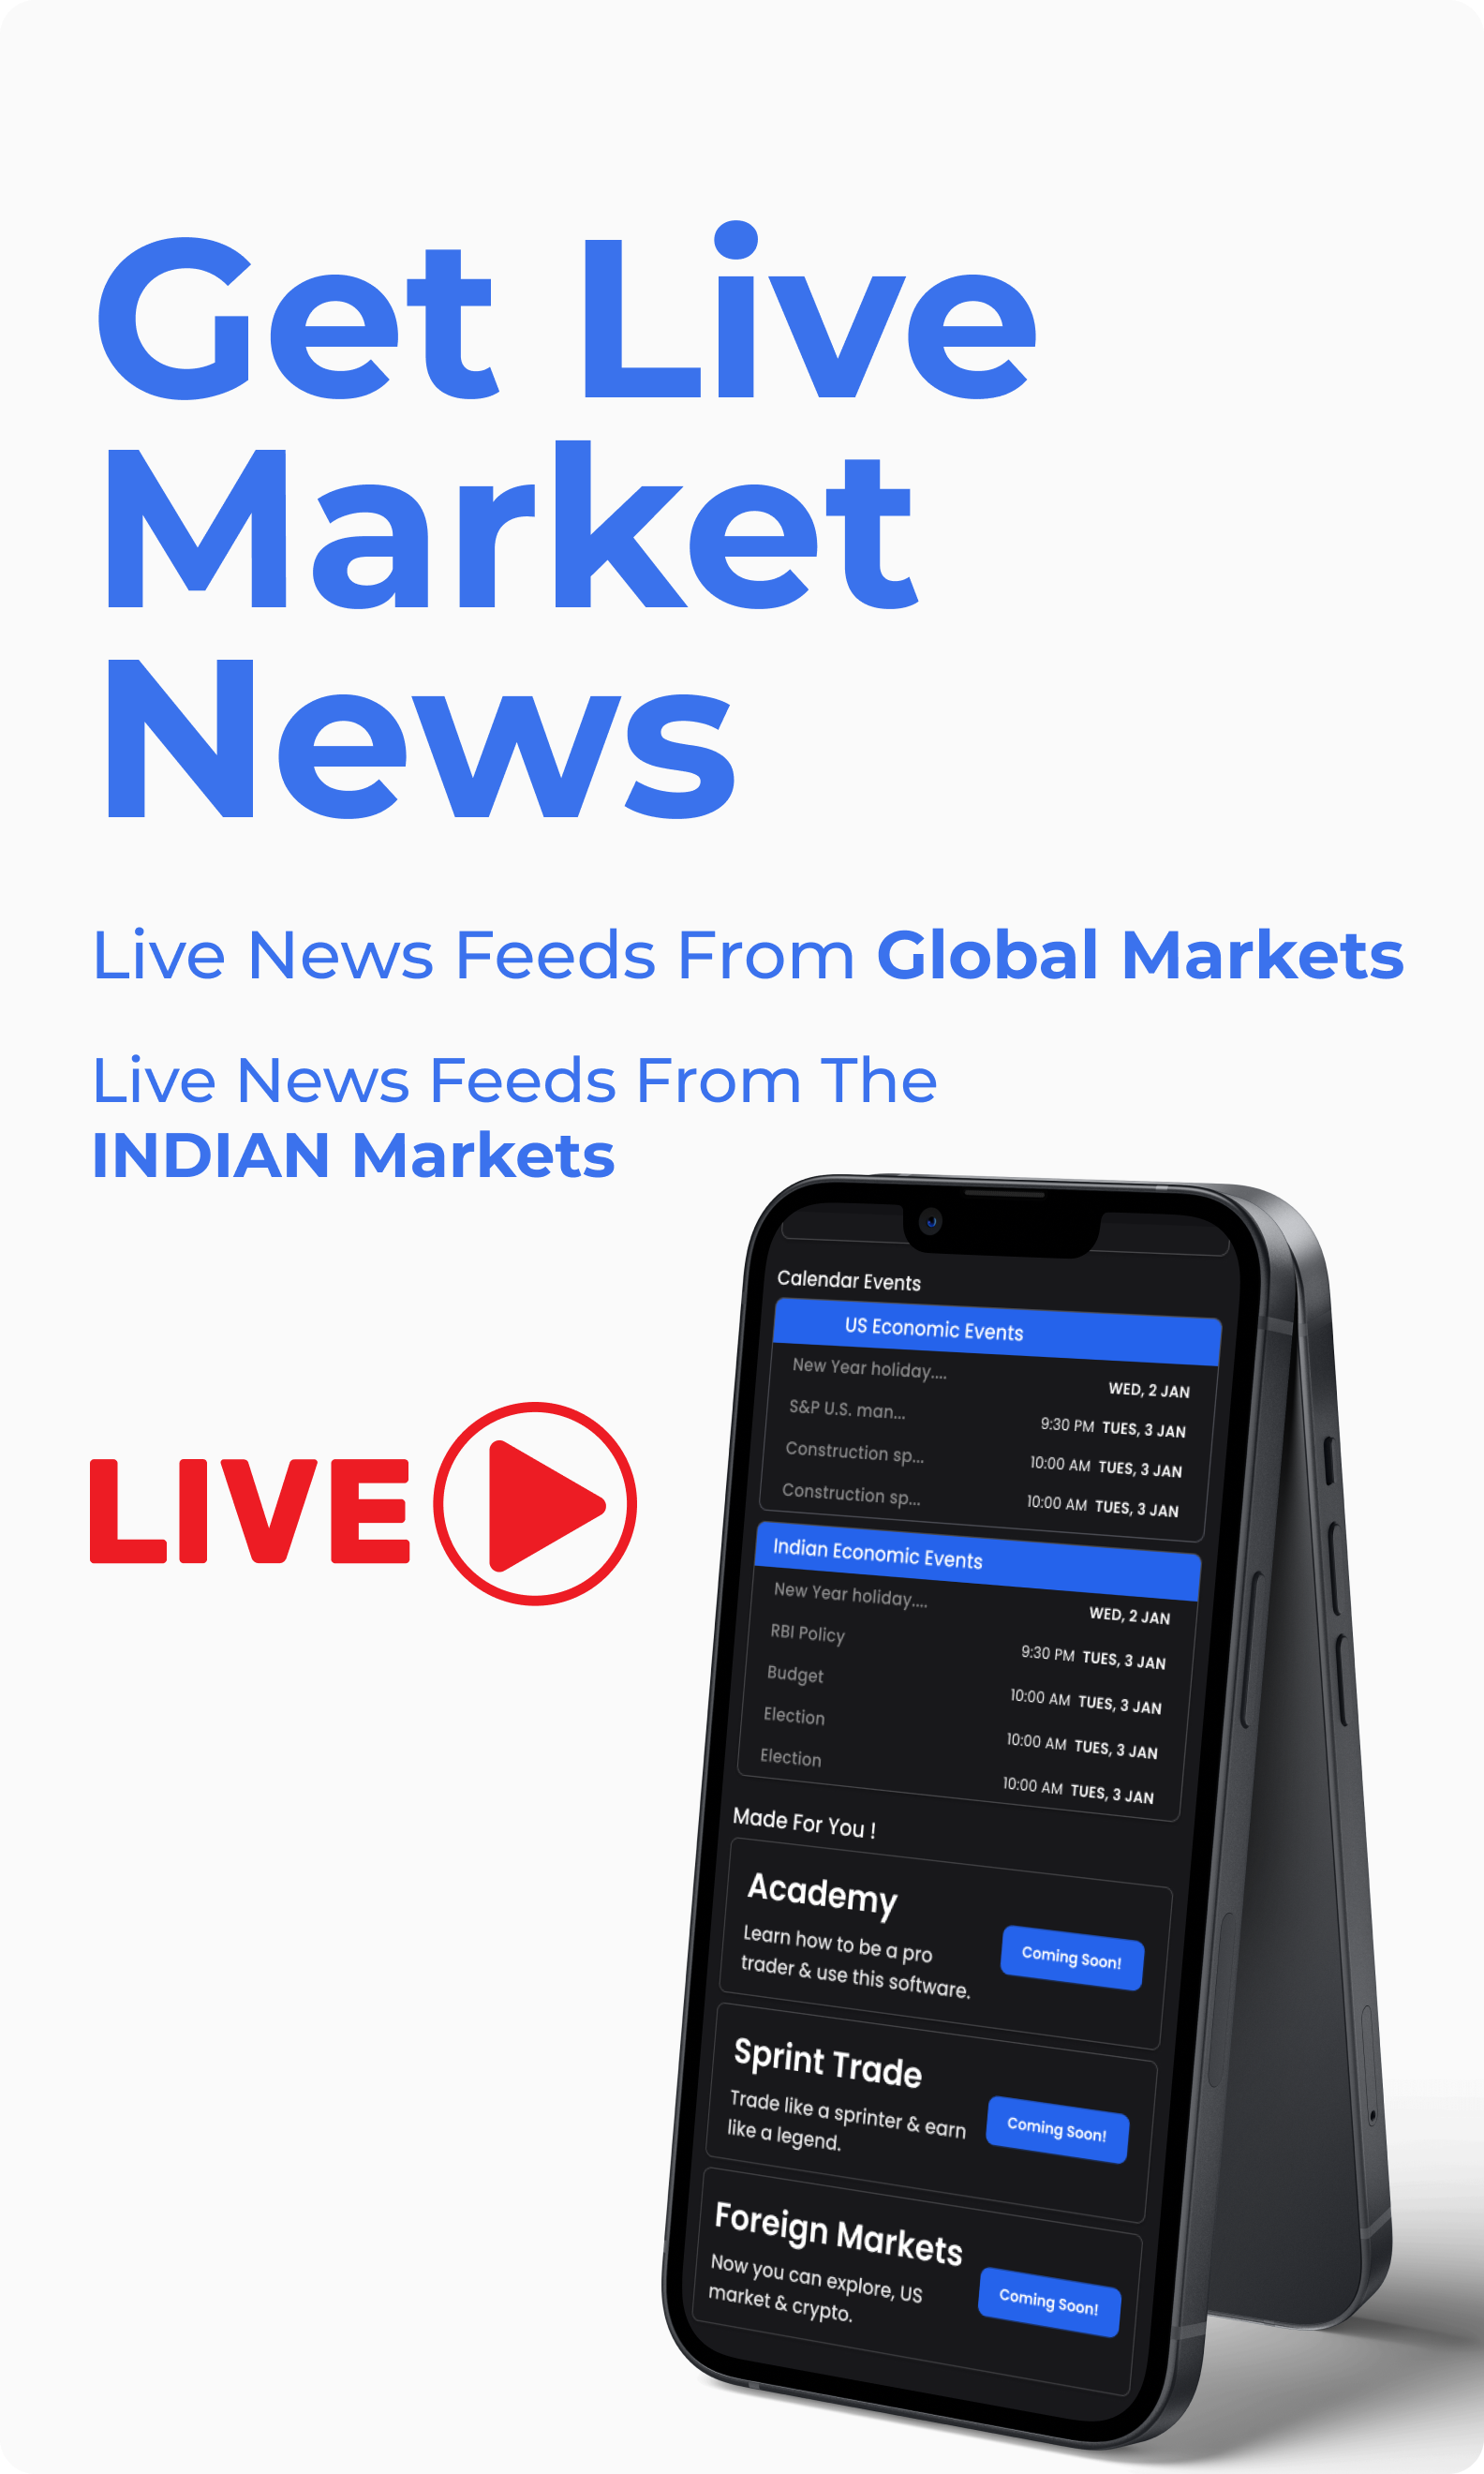 Get Live
Market
News
Live News Feeds From Global Markets
Live News Feeds From The
INDIAN Markets
LIVE
Calendar Events
US Economic Events
New Year holiday.... WED, 2 JAN
S&P U.S. man... 9:30 PM TUES, 3 JAN
Construction sp... 10:00 AM TUES, 3 JAN
Construction sp... 10:00 AM TUES, 3 JAN
Indian Economic Events
New Year holiday.... WED, 2 JAN
RBI Policy 9:30 PM TUES, 3 JAN
Budget 10:00 AM TUES, 3 JAN
Election 10:00 AM TUES, 3 JAN
Election 10:00 AM TUES, 3 JAN
Made For You !
Academy
Learn how to be a pro
trader & use this software.
Coming Soon!
Sprint Trade
Trade like a sprinter & earn
like a legend.
Coming Soon!
Foreign Markets
Now you can explore, US
market & crypto.
Coming Soon!